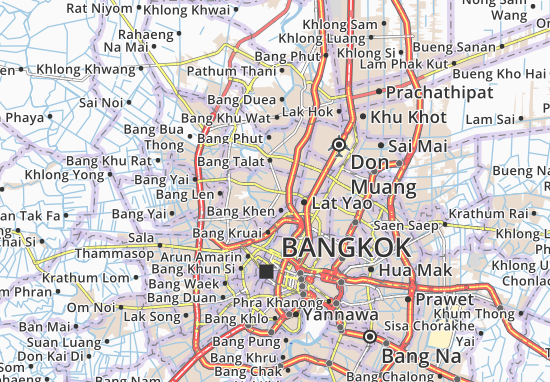 Rat Niyom
Khlong Khwai
Khlong Sam
Nong Sam
Wang
Rahaeng
Na Mai
Khlong Luang
Bang Phut
Khlong Si
Bueng Sanan
en
Khlong Khwang
Pathum Thani
Lam Phak Kut
Bueng Kho Hai
Sai Noi
Bang Duea
Prachathipat
Phaya
Bang Khu Wat
Lak Hok
Khu Khot
Lam Sai
Bang Bua
Thong
Bang Phut
Sai Mai
Bang Khu Rat
Bang Talat
Don
Muang
Khlong Yong
Bang Yai
Bueng Na
Bang Len
Lat Yao
an Tak Fa
Bang Yai
Bang Khen
Krathum Rai
Saen Saep
Chai Si
Sala
Bang Kruai
BANGKOK
Thammasop
Arun Amarin
Khlong U
Krathum Lom
Bang Khun Si
Hua Mak
Chonlac
m Phran
Bang Waek
Om Noi
Bang Duan
Phra Khanong
Prawet
Lak Song
Bang Khlo
Yannawa
Khum Thong
Ban Mai
Sisa Chorakhe
Yai
Suan Luang
Bang Pung
Som
Don Kai Di
Bang Khru
Bang Na
Bang Nam
Bang Chak
Bang Chalong